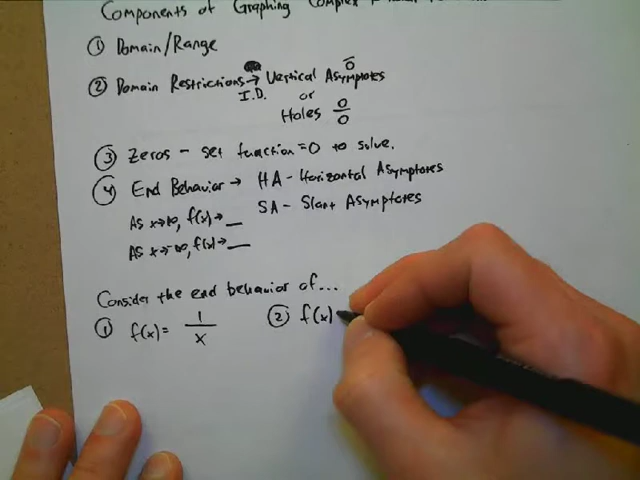 Components of Graphing Complex
① Domain/Range
② Domain Restrictions → Vertical Asymptotes
I.D. or
Holes 0/0
③ Zeros - set function = 0 to solve.
④ End Behavior → HA - Horizontal Asymptotes
SA - Slant Asymptotes
As x→∞, f(x)→ __
As x→-∞, f(x)→ __
Consider the end behavior of...
① f(x) = 1/x ② f(x)